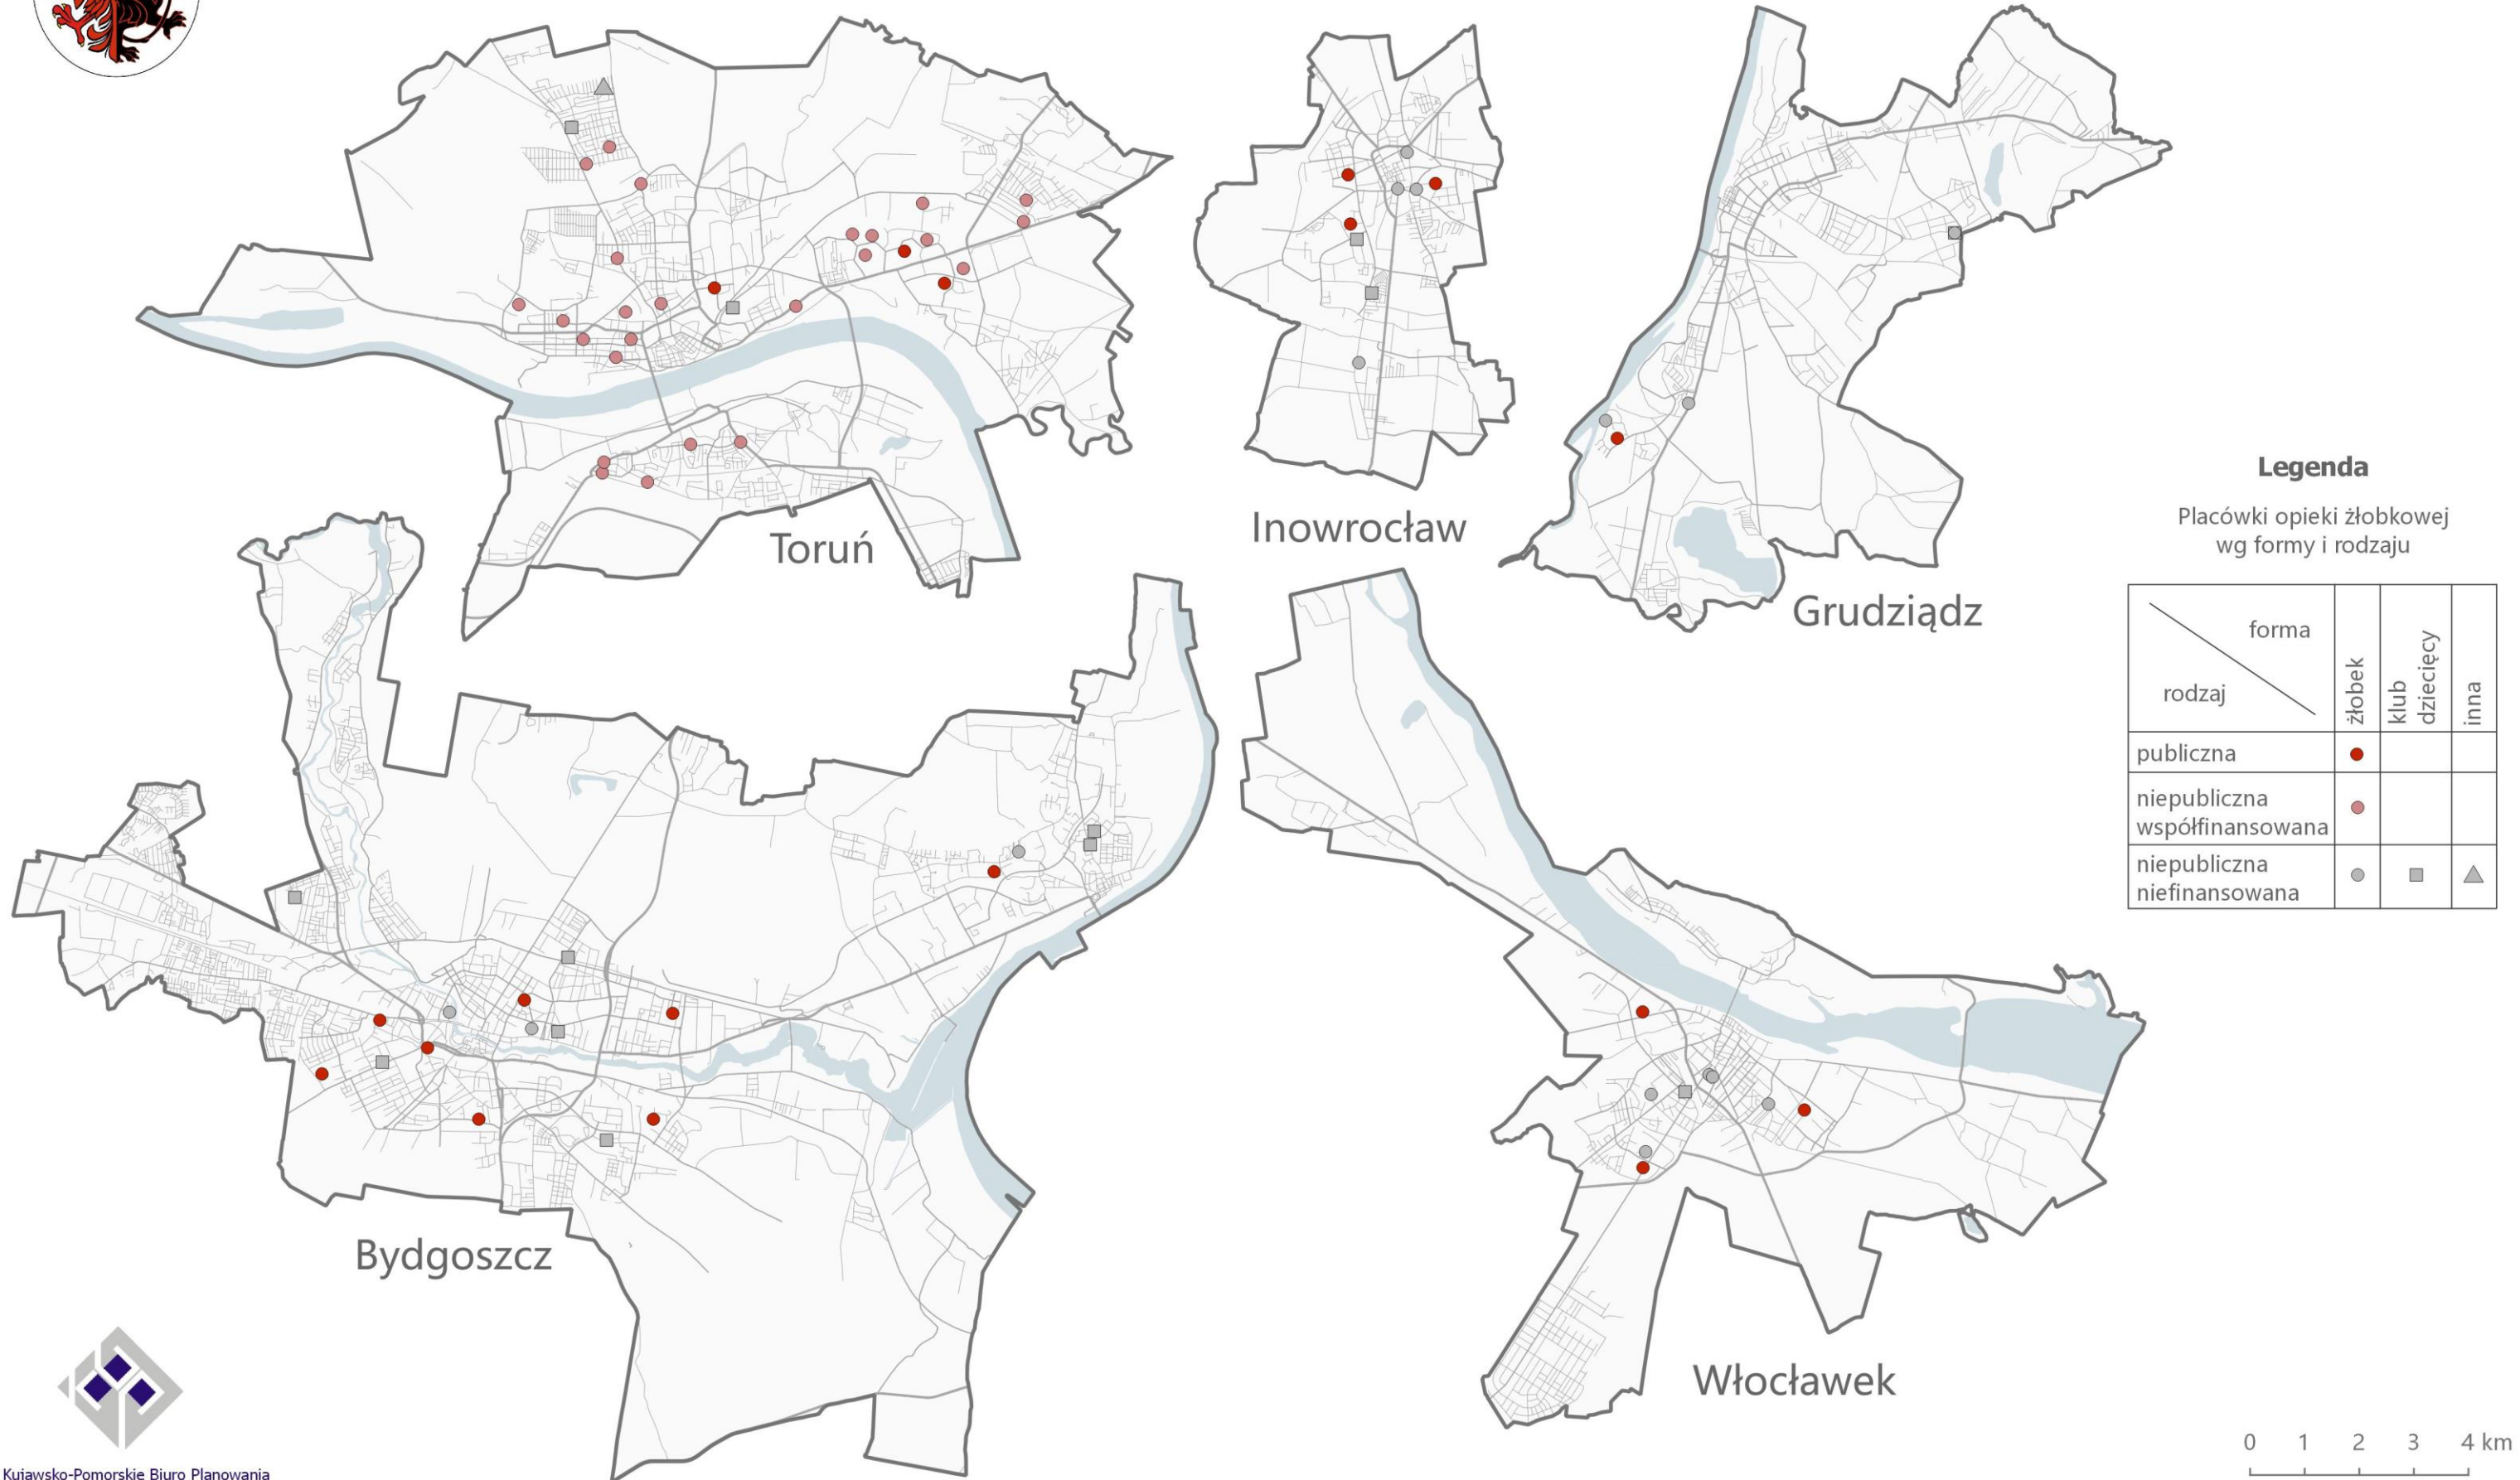 Toruń
Inowrocław
Grudziądz
Bydgoszcz
Włocławek
Legenda
Placówki opieki żłobkowej
wg formy i rodzaju
forma
rodzaj
żłobek
klub
dziecięcy
inna
publiczna
niepubliczna
współfinansowana
niepubliczna
niefinansowana
0 1 2 3 4 km
Kujawsko-Pomorskie Biuro Planowania